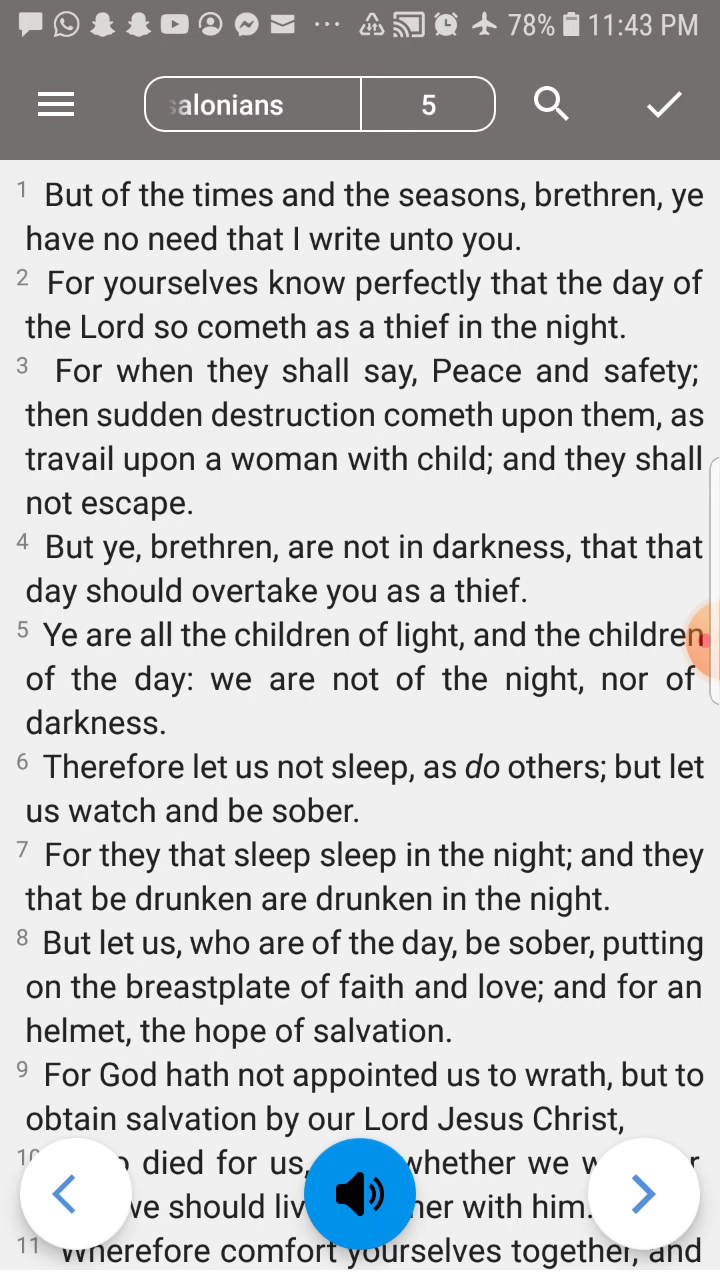 78% 11:43 PM
salonians 5
1 But of the times and the seasons, brethren, ye
have no need that I write unto you.
2 For yourselves know perfectly that the day of
the Lord so cometh as a thief in the night.
3 For when they shall say, Peace and safety;
then sudden destruction cometh upon them, as
travail upon a woman with child; and they shall
not escape.
4 But ye, brethren, are not in darkness, that that
day should overtake you as a thief.
5 Ye are all the children of light, and the children
of the day: we are not of the night, nor of
darkness.
6 Therefore let us not sleep, as do others; but let
us watch and be sober.
7 For they that sleep sleep in the night; and they
that be drunken are drunken in the night.
8 But let us, who are of the day, be sober, putting
on the breastplate of faith and love; and for an
helmet, the hope of salvation.
9 For God hath not appointed us to wrath, but to
obtain salvation by our Lord Jesus Christ,
10 died for us, whether we
we should with him.
11 Wherefore comfort yourselves together, and